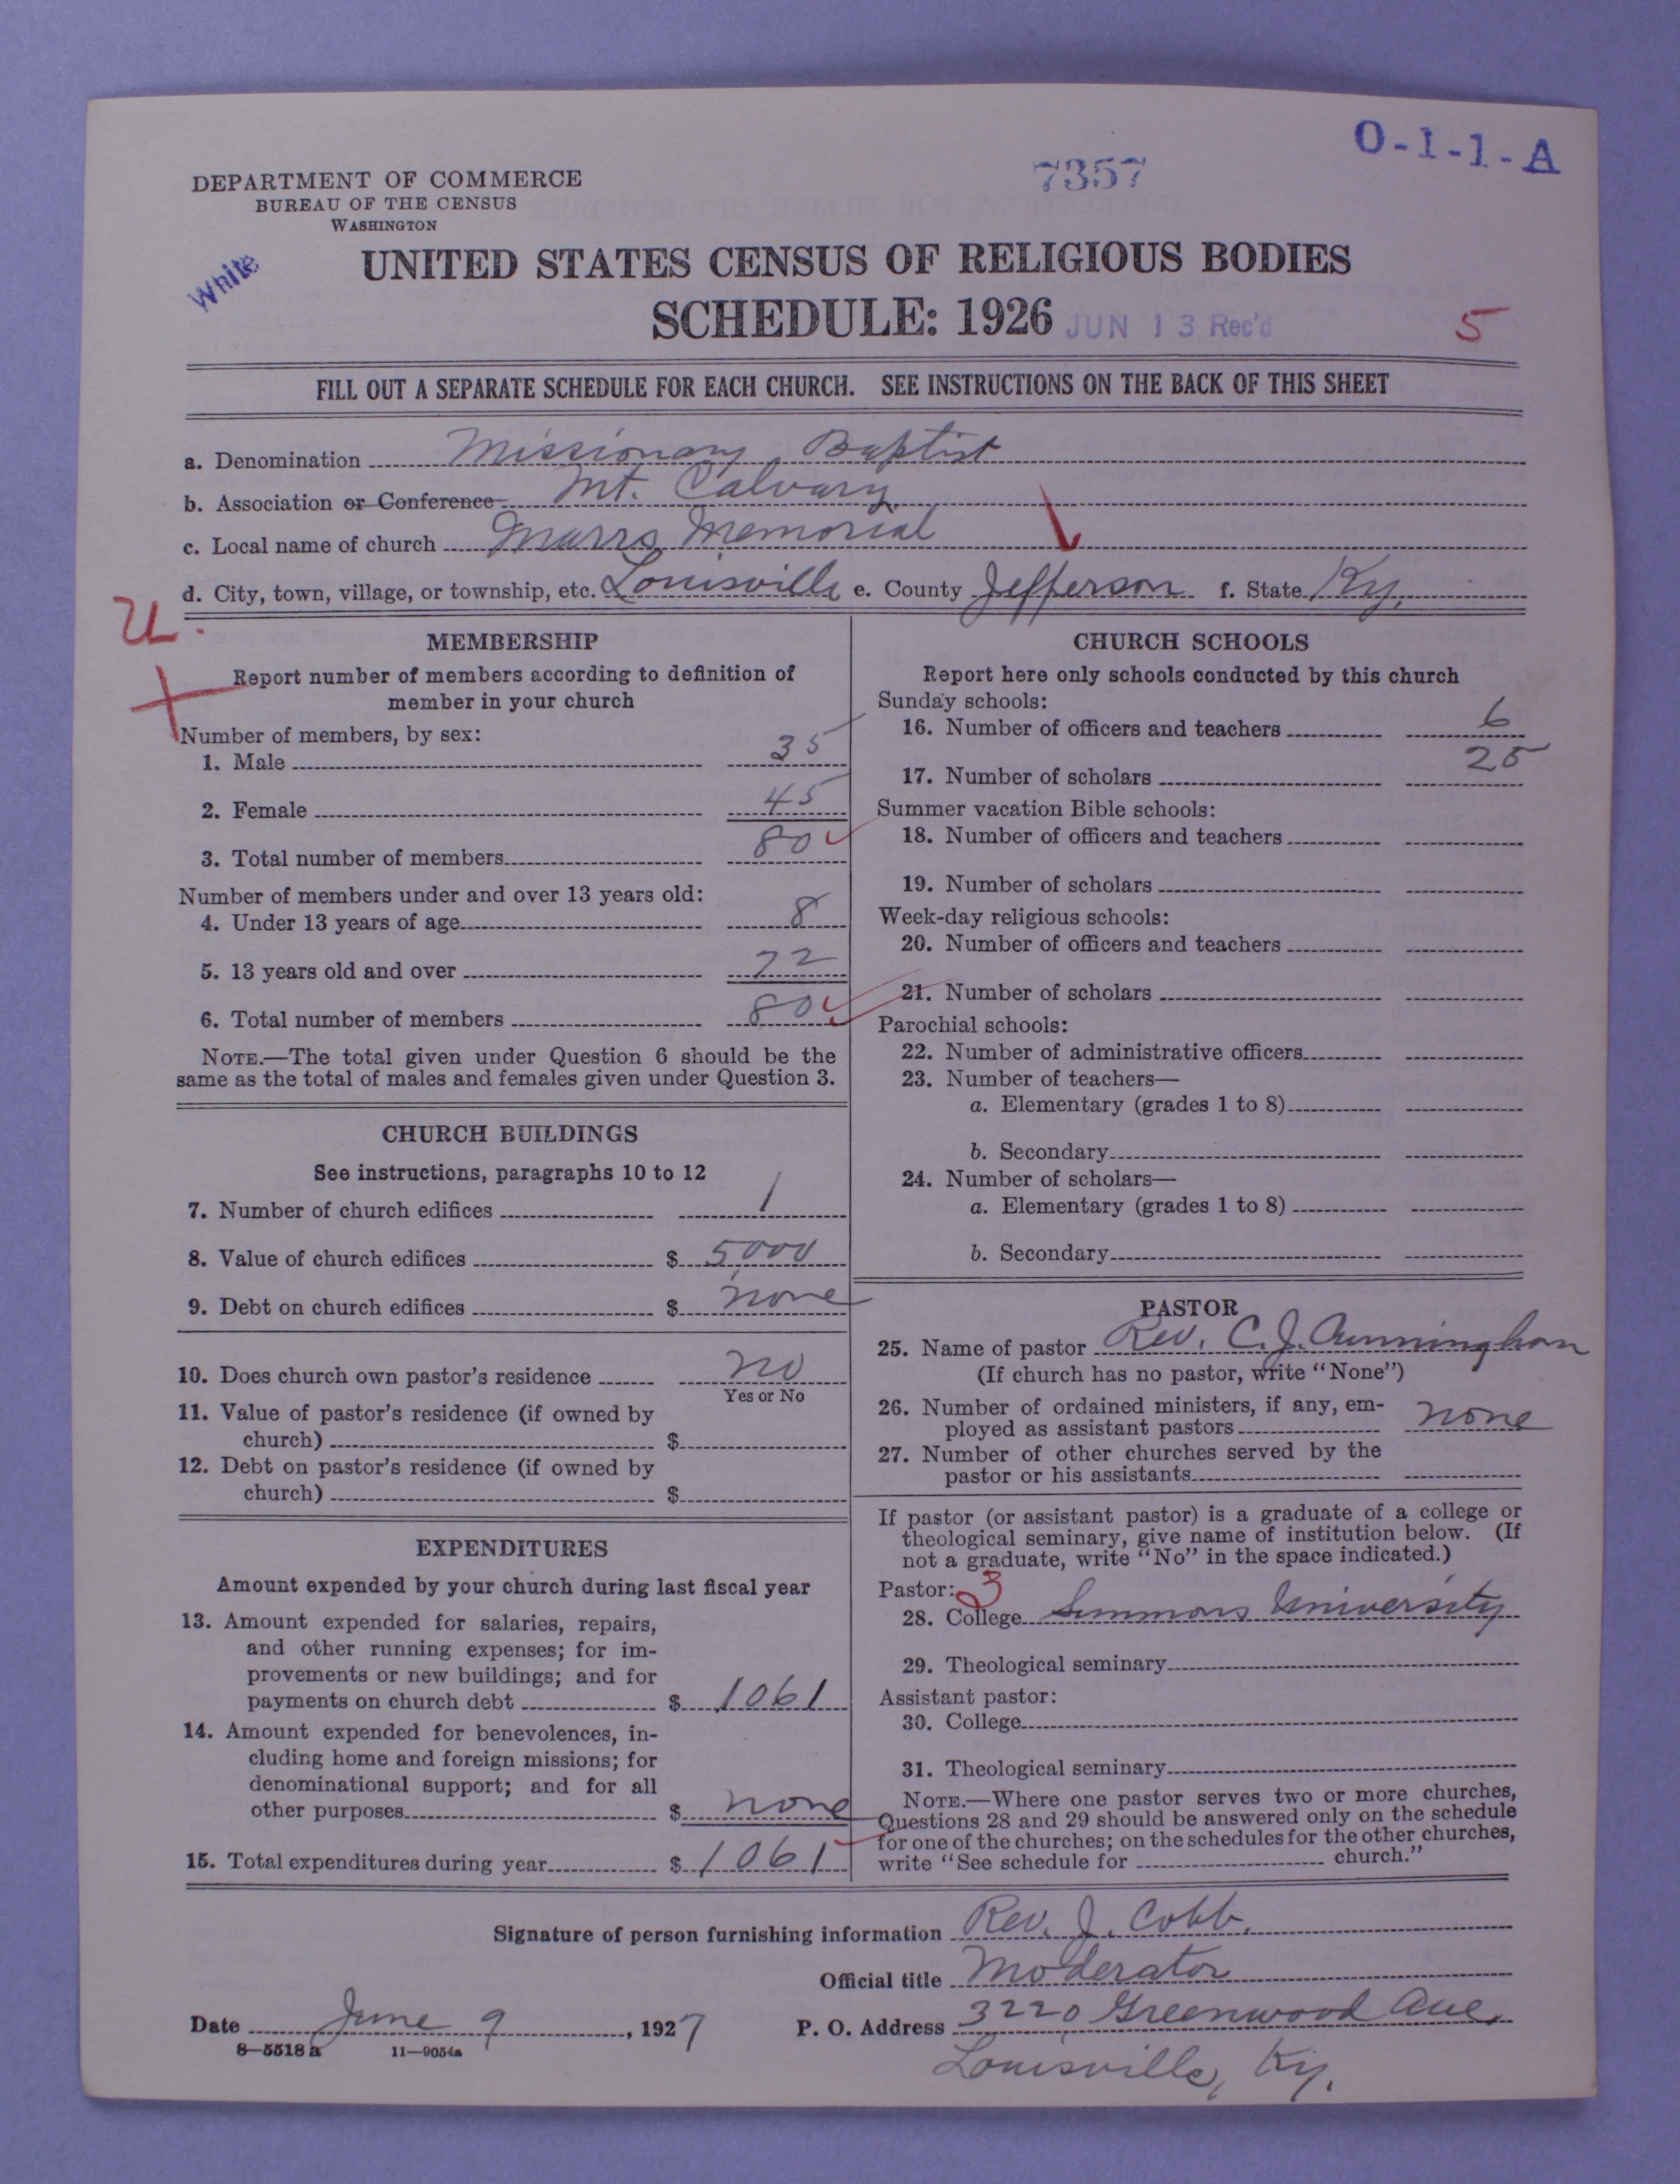 O-1-1-A
7357
DEPARTMENT OF COMMERCE
BUREAU OF THE CENSUS
WASHINGTON
White
UNITED STATES CENSUS OF RELIGIOUS BODIES
SCHEDULE: 1926 JUN 13 Rec'd
5
FILL OUT A SEPARATE SCHEDULE FOR EACH CHURCH. SEE INSTRUCTIONS ON THE BACK OF THIS SHEET
a. Denomination Missionary Baptist
b. Association or Conference Mt. Calvary
c. Local name of church Marrs Memorial
d. City, town, village, or township, etc. Louisville e. County Jefferson f. State Ky.
U.
MEMBERSHIP
Report number of members according to definition of
member in your church
Number of members, by sex:
1. Male 35
2. Female 45
3. Total number of members 80
Number of members under and over 13 years old:
4. Under 13 years of age 8
5. 13 years old and over 72
6. Total number of members 80
NOTE.—The total given under Question 6 should be the
same as the total of males and females given under Question 3.
CHURCH BUILDINGS
See instructions, paragraphs 10 to 12
7. Number of church edifices 1
8. Value of church edifices $ 5000
9. Debt on church edifices $ none
10. Does church own pastor's residence no
Yes or No
11. Value of pastor's residence (if owned by
church) $
12. Debt on pastor's residence (if owned by
church) $
EXPENDITURES
Amount expended by your church during last fiscal year
13. Amount expended for salaries, repairs,
and other running expenses; for im-
provements or new buildings; and for
payments on church debt $ 1061
14. Amount expended for benevolences, in-
cluding home and foreign missions; for
denominational support; and for all
other purposes $ none
15. Total expenditures during year $ 1061
CHURCH SCHOOLS
Report here only schools conducted by this church
Sunday schools:
16. Number of officers and teachers 6
17. Number of scholars 25
Summer vacation Bible schools:
18. Number of officers and teachers
19. Number of scholars
Week-day religious schools:
20. Number of officers and teachers
21. Number of scholars
Parochial schools:
22. Number of administrative officers
23. Number of teachers—
a. Elementary (grades 1 to 8)
b. Secondary
24. Number of scholars—
a. Elementary (grades 1 to 8)
b. Secondary
PASTOR
25. Name of pastor Rev. C. J. Cunningham
(If church has no pastor, write "None")
26. Number of ordained ministers, if any, em-
ployed as assistant pastors none
27. Number of other churches served by the
pastor or his assistants
If pastor (or assistant pastor) is a graduate of a college or
theological seminary, give name of institution below. (If
not a graduate, write "No" in the space indicated.)
Pastor: 3
28. College Simmons University
29. Theological seminary
Assistant pastor:
30. College
31. Theological seminary
NOTE.—Where one pastor serves two or more churches,
Questions 28 and 29 should be answered only on the schedule
for one of the churches; on the schedules for the other churches,
write "See schedule for church."
Signature of person furnishing information Rev. J. Cobb.
Official title Moderator
Date June 9, 1927 P. O. Address 3220 Greenwood Ave,
8—5518 a 11—9054a
Louisville, Ky.